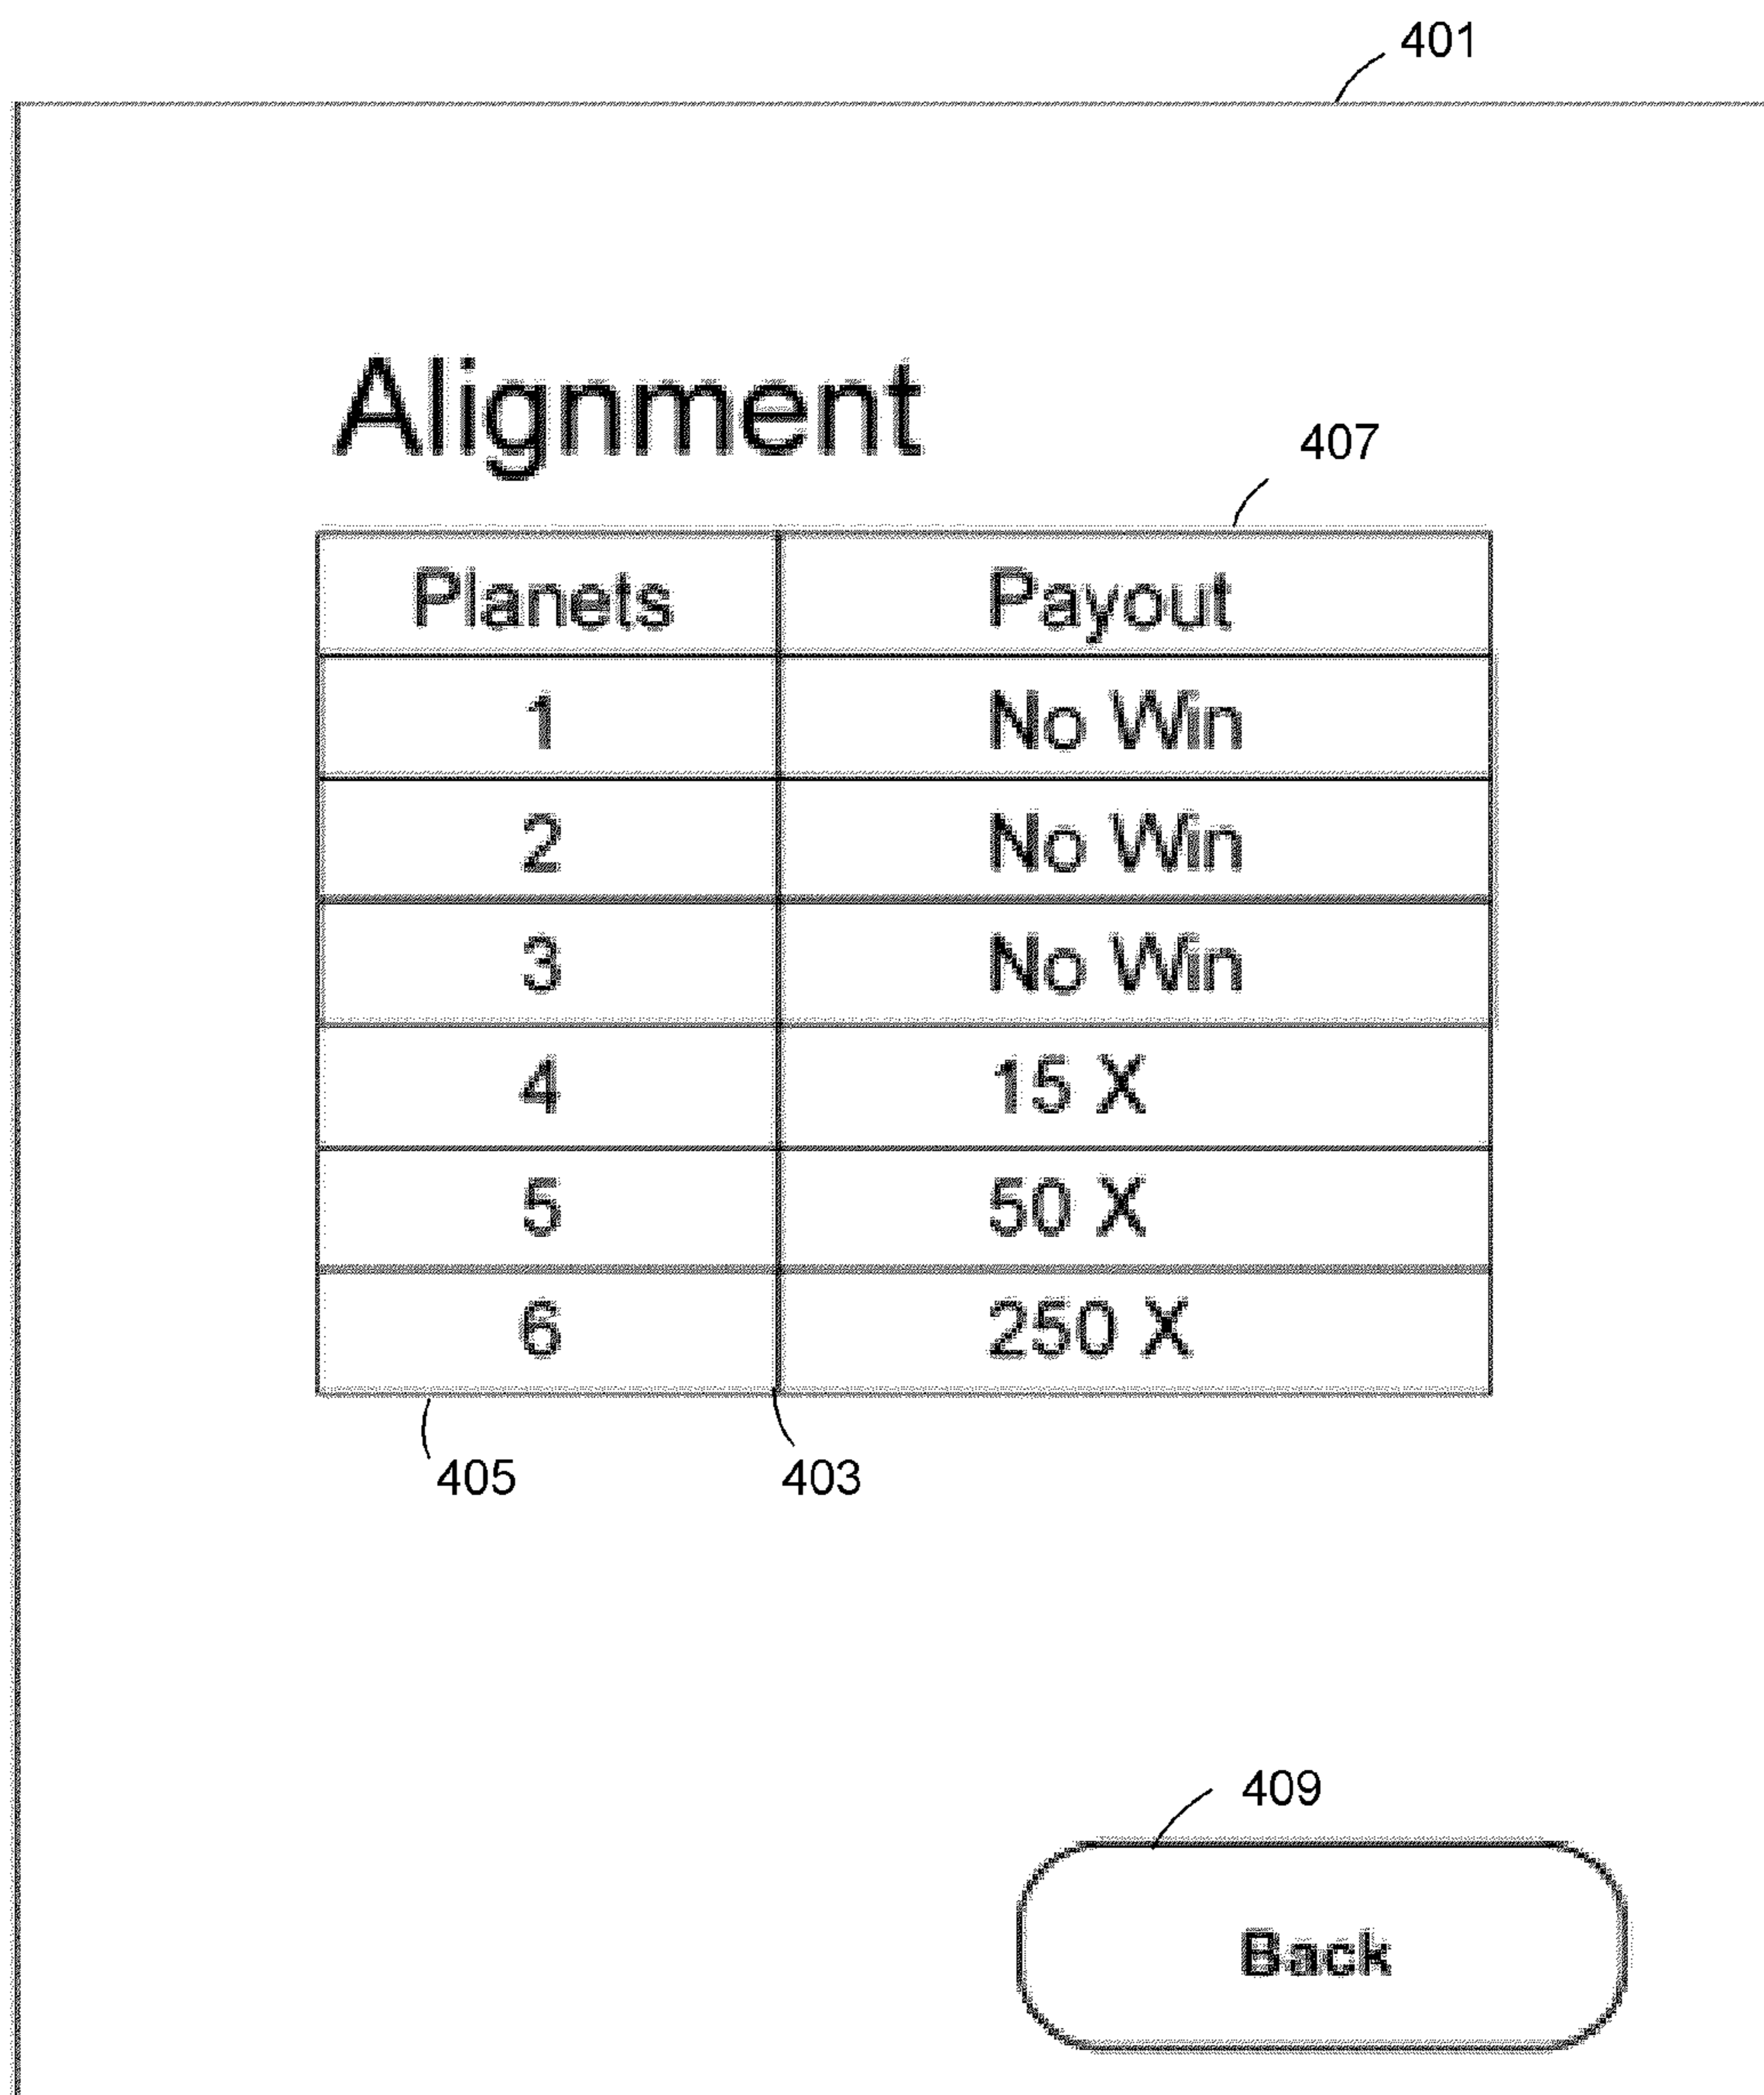 401
Alignment
407
Planets Payout
1 No Win
2 No Win
3 No Win
4 15 X
5 50 X
6 250 X
405 403
409
Back